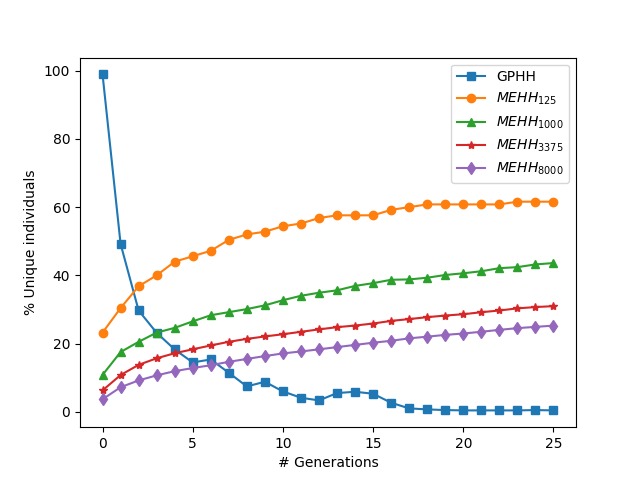 100
80
60
40
20
0
% Unique individuals
0 5 10 15 20 25
# Generations
GPHH
MEHH125
MEHH1000
MEHH3375
MEHH8000